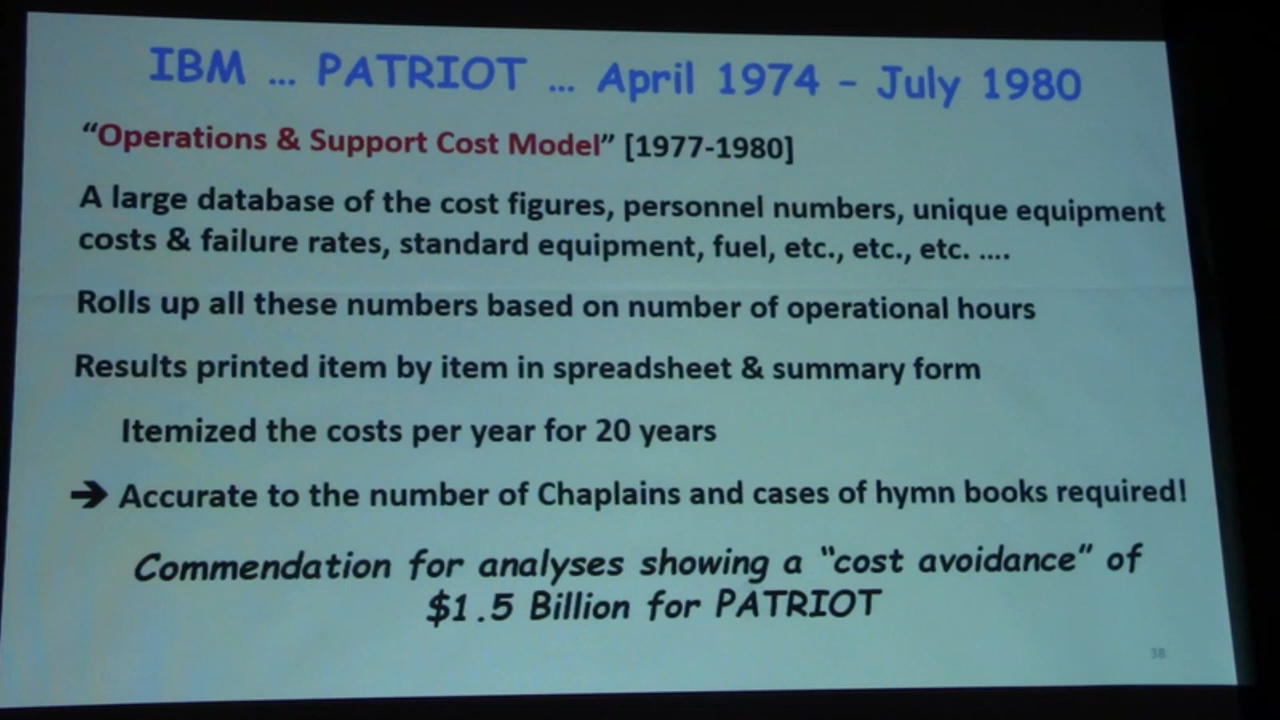 IBM ... PATRIOT ... April 1974 - July 1980
“Operations & Support Cost Model” [1977-1980]
A large database of the cost figures, personnel numbers, unique equipment
costs & failure rates, standard equipment, fuel, etc., etc., etc. ....
Rolls up all these numbers based on number of operational hours
Results printed item by item in spreadsheet & summary form
Itemized the costs per year for 20 years
➔ Accurate to the number of Chaplains and cases of hymn books required!
Commendation for analyses showing a “cost avoidance” of
$1.5 Billion for PATRIOT
38